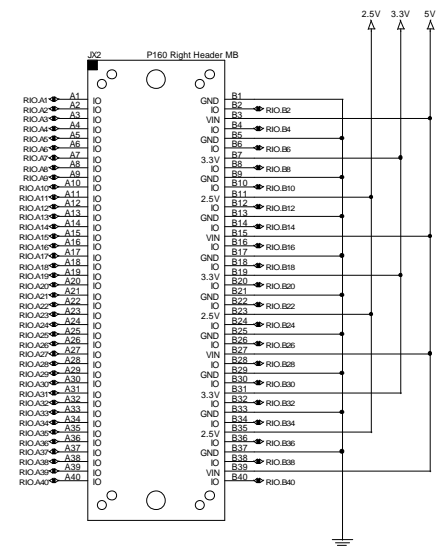 2.5V 3.3V 5V
JX2 P160 Right Header MB
RIO.A1 A1 IO GND B1
RIO.A2 A2 IO IO B2 RIO.B2
RIO.A3 A3 IO VIN B3
RIO.A4 A4 IO IO B4 RIO.B4
RIO.A5 A5 IO GND B5
RIO.A6 A6 IO IO B6 RIO.B6
RIO.A7 A7 IO 3.3V B7
RIO.A8 A8 IO IO B8 RIO.B8
RIO.A9 A9 IO GND B9
RIO.A10 A10 IO IO B10 RIO.B10
RIO.A11 A11 IO 2.5V B11
RIO.A12 A12 IO IO B12 RIO.B12
RIO.A13 A13 IO GND B13
RIO.A14 A14 IO IO B14 RIO.B14
RIO.A15 A15 IO VIN B15
RIO.A16 A16 IO IO B16 RIO.B16
RIO.A17 A17 IO GND B17
RIO.A18 A18 IO IO B18 RIO.B18
RIO.A19 A19 IO 3.3V B19
RIO.A20 A20 IO IO B20 RIO.B20
RIO.A21 A21 IO GND B21
RIO.A22 A22 IO IO B22 RIO.B22
RIO.A23 A23 IO 2.5V B23
RIO.A24 A24 IO IO B24 RIO.B24
RIO.A25 A25 IO GND B25
RIO.A26 A26 IO IO B26 RIO.B26
RIO.A27 A27 IO VIN B27
RIO.A28 A28 IO IO B28 RIO.B28
RIO.A29 A29 IO GND B29
RIO.A30 A30 IO IO B30 RIO.B30
RIO.A31 A31 IO 3.3V B31
RIO.A32 A32 IO IO B32 RIO.B32
RIO.A33 A33 IO GND B33
RIO.A34 A34 IO IO B34 RIO.B34
RIO.A35 A35 IO 2.5V B35
RIO.A36 A36 IO IO B36 RIO.B36
RIO.A37 A37 IO GND B37
RIO.A38 A38 IO IO B38 RIO.B38
RIO.A39 A39 IO VIN B39
RIO.A40 A40 IO IO B40 RIO.B40